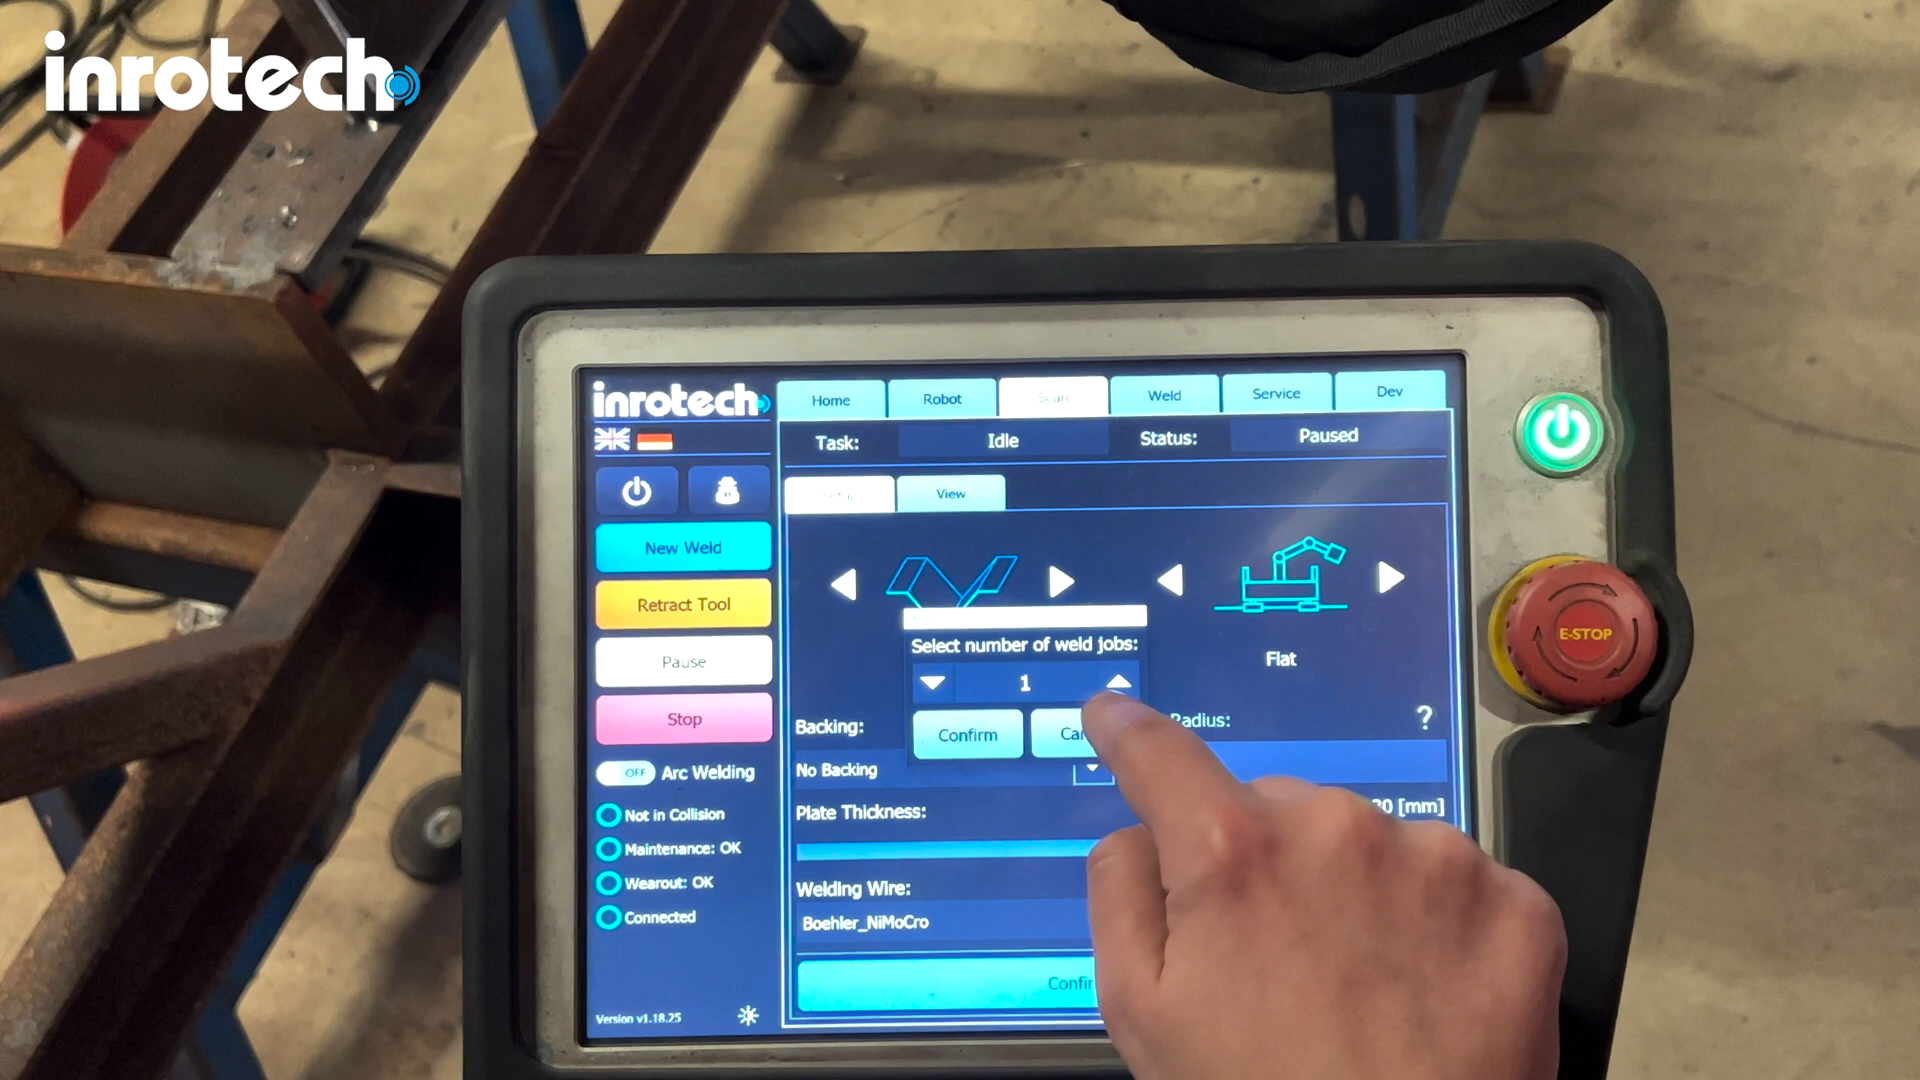 inrotech
inrotech
Home Robot Scan Weld Service Dev
Task: Idle Status: Paused
View
New Weld
Retract Tool
Pause
Stop
OFF Arc Welding
Not in Collision
Maintenance: OK
Wearout: OK
Connected
Version v1.18.25
Select number of weld jobs:
1
Confirm
Flat
Backing:
Radius:
?
No Backing
Plate Thickness:
[mm]
Welding Wire:
Boehler_NiMoCro
E-STOP